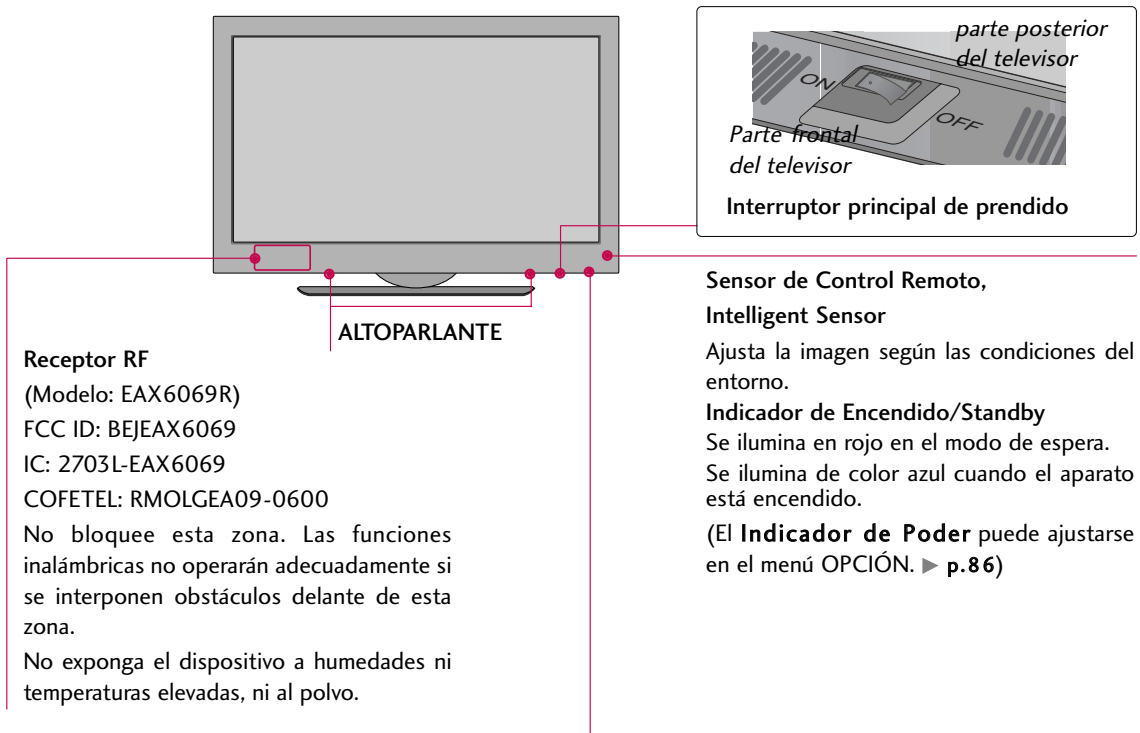 parte posterior
del televisor
ON
OFF
Parte frontal
del televisor
Interruptor principal de prendido
ALTOPARLANTE
Receptor RF
(Modelo: EAX6069R)
FCC ID: BEJEAX6069
IC: 2703L-EAX6069
COFETEL: RMOLGEA09-0600
No bloquee esta zona. Las funciones
inalámbricas no operarán adecuadamente si
se interponen obstáculos delante de esta
zona.
No exponga el dispositivo a humedades ni
temperaturas elevadas, ni al polvo.
Sensor de Control Remoto,
Intelligent Sensor
Ajusta la imagen según las condiciones del
entorno.
Indicador de Encendido/Standby
Se ilumina en rojo en el modo de espera.
Se ilumina de color azul cuando el aparato
está encendido.
(El Indicador de Poder puede ajustarse
en el menú OPCIÓN. ▶ p.86)